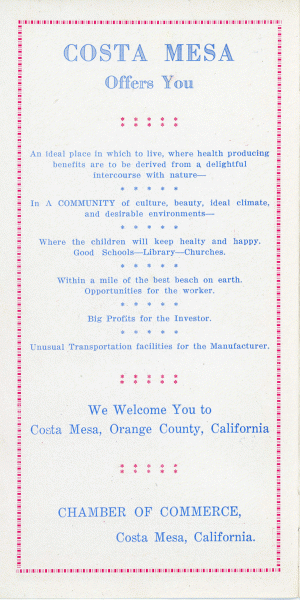 COSTA MESA
Offers You
An ideal place in which to live, where health producing
benefits are to be derived from a delightful
intercourse with nature—
In A COMMUNITY of culture, beauty, ideal climate,
and desirable environments—
Where the children will keep healty and happy.
Good Schools—Library—Churches.
Within a mile of the best beach on earth.
Opportunities for the worker.
Big Profits for the Investor.
Unusual Transportation facilities for the Manufacturer.
We Welcome You to
Costa Mesa, Orange County, California
CHAMBER OF COMMERCE,
Costa Mesa, California.